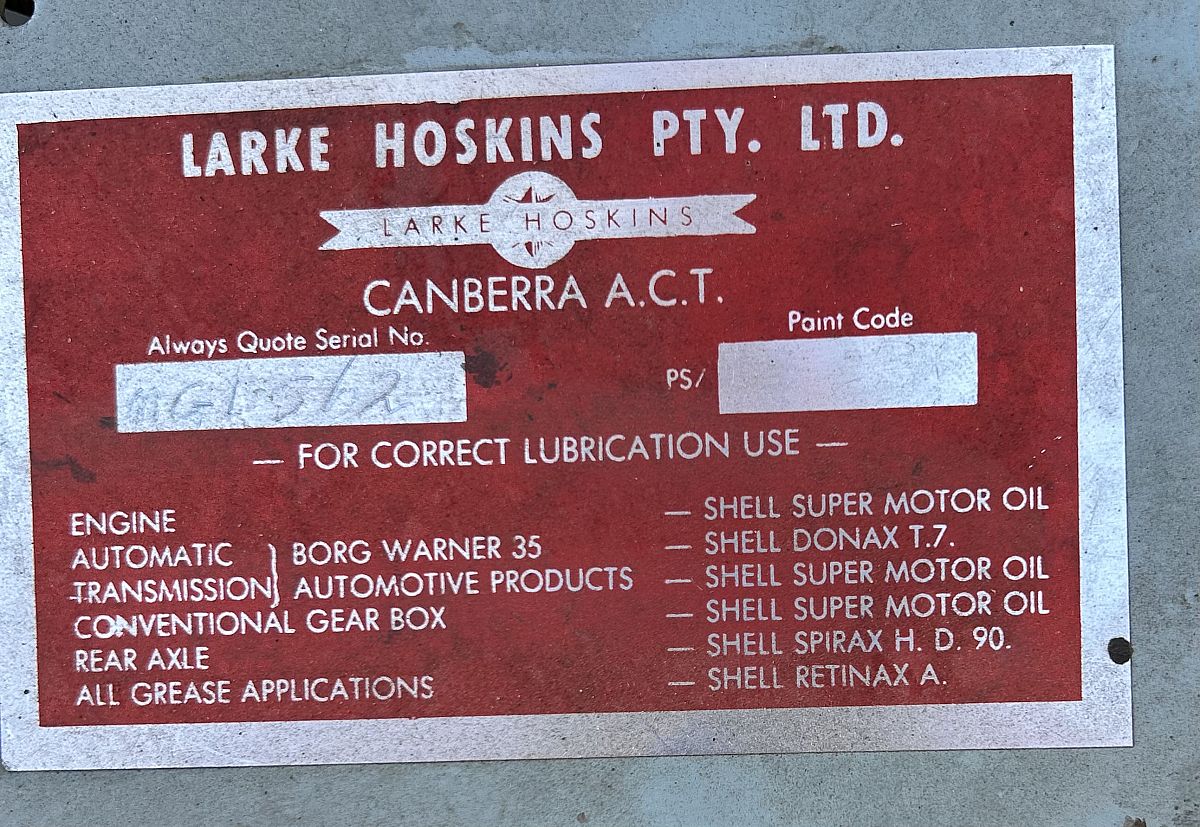 LARKE HOSKINS PTY. LTD.
LARKE HOSKINS
CANBERRA A.C.T.
Always Quote Serial No.
Paint Code
PS/
— FOR CORRECT LUBRICATION USE —
ENGINE — SHELL SUPER MOTOR OIL
AUTOMATIC } BORG WARNER 35 — SHELL DONAX T.7.
TRANSMISSION } AUTOMOTIVE PRODUCTS — SHELL SUPER MOTOR OIL
CONVENTIONAL GEAR BOX — SHELL SUPER MOTOR OIL
REAR AXLE — SHELL SPIRAX H. D. 90.
ALL GREASE APPLICATIONS — SHELL RETINAX A.